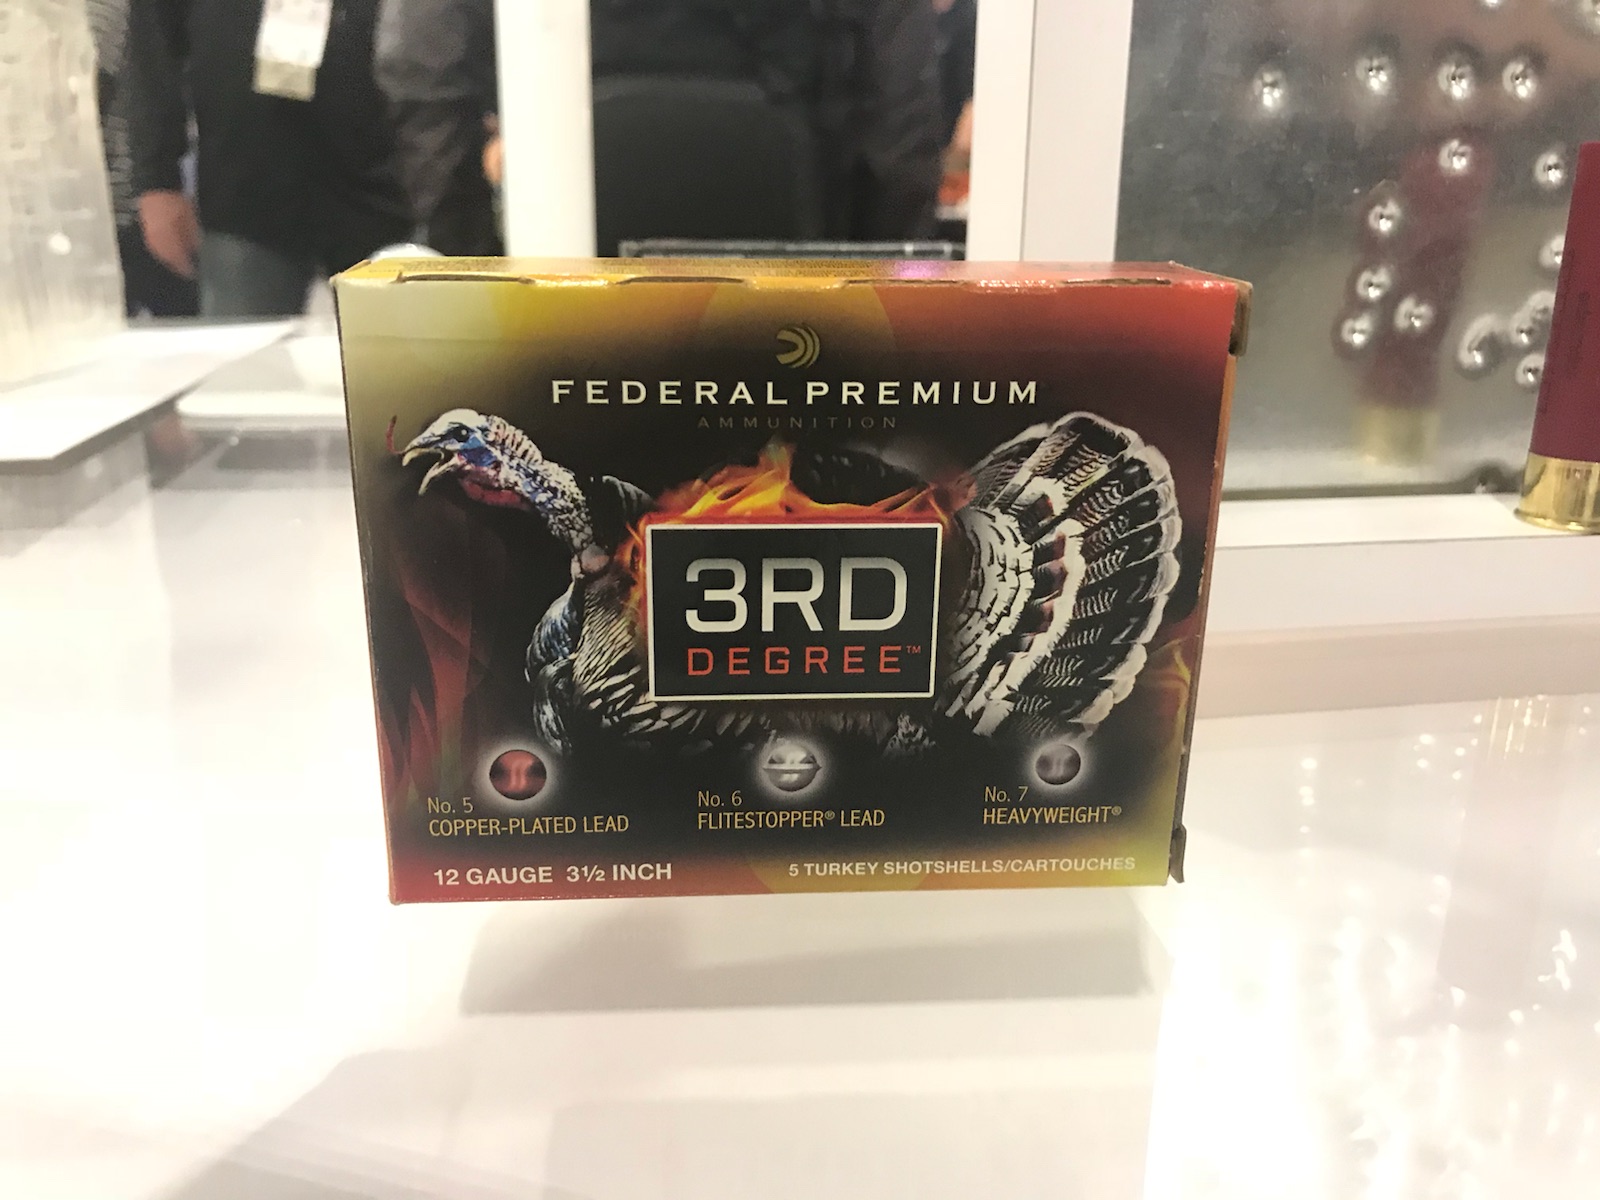 FEDERAL PREMIUM
AMMUNITION
3RD
DEGREE™
No. 5
COPPER-PLATED LEAD
No. 6
FLITESTOPPER® LEAD
No. 7
HEAVYWEIGHT®
12 GAUGE 3½ INCH
5 TURKEY SHOTSHELLS/CARTOUCHES